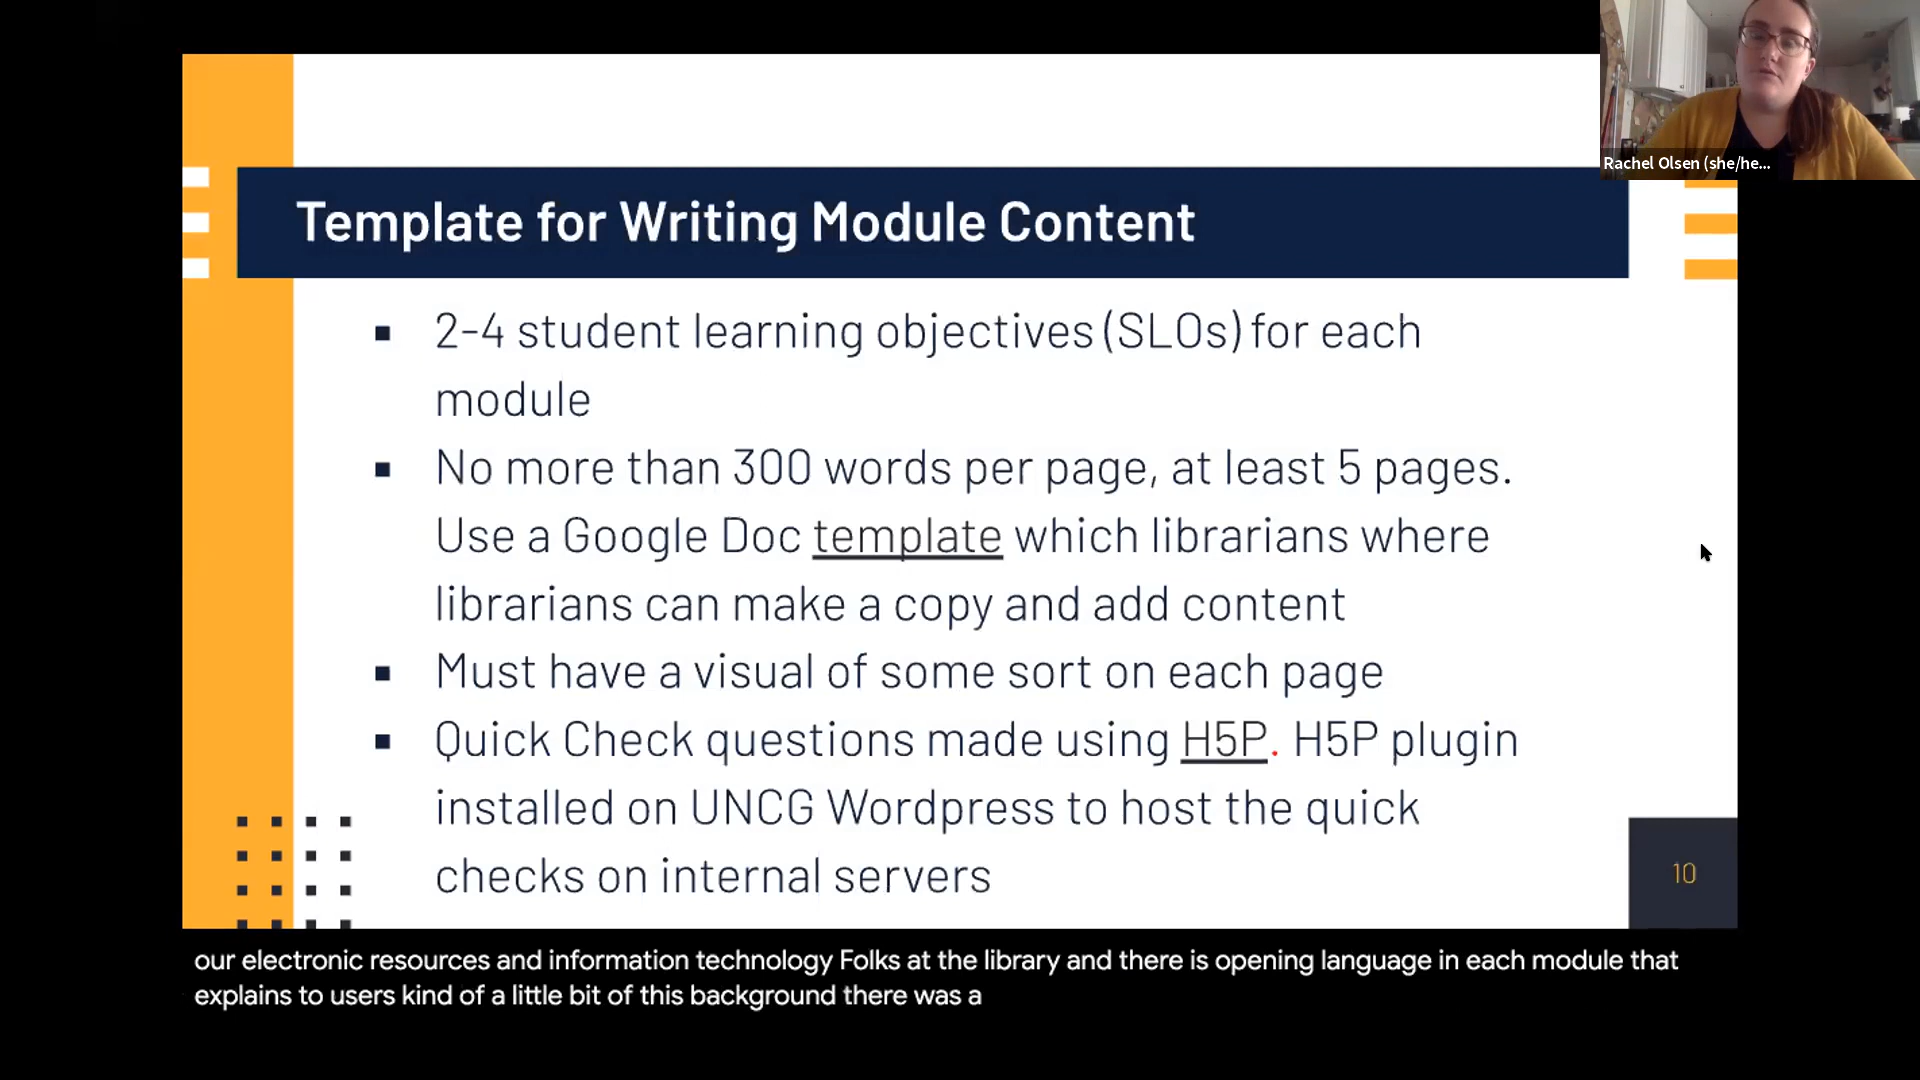 Rachel Olsen (she/he...
Template for Writing Module Content
▪ 2-4 student learning objectives (SLOs) for each
module
▪ No more than 300 words per page, at least 5 pages.
Use a Google Doc template which librarians where
librarians can make a copy and add content
▪ Must have a visual of some sort on each page
▪ Quick Check questions made using H5P. H5P plugin
installed on UNCG Wordpress to host the quick
checks on internal servers
10
our electronic resources and information technology Folks at the library and there is opening language in each module that
explains to users kind of a little bit of this background there was a